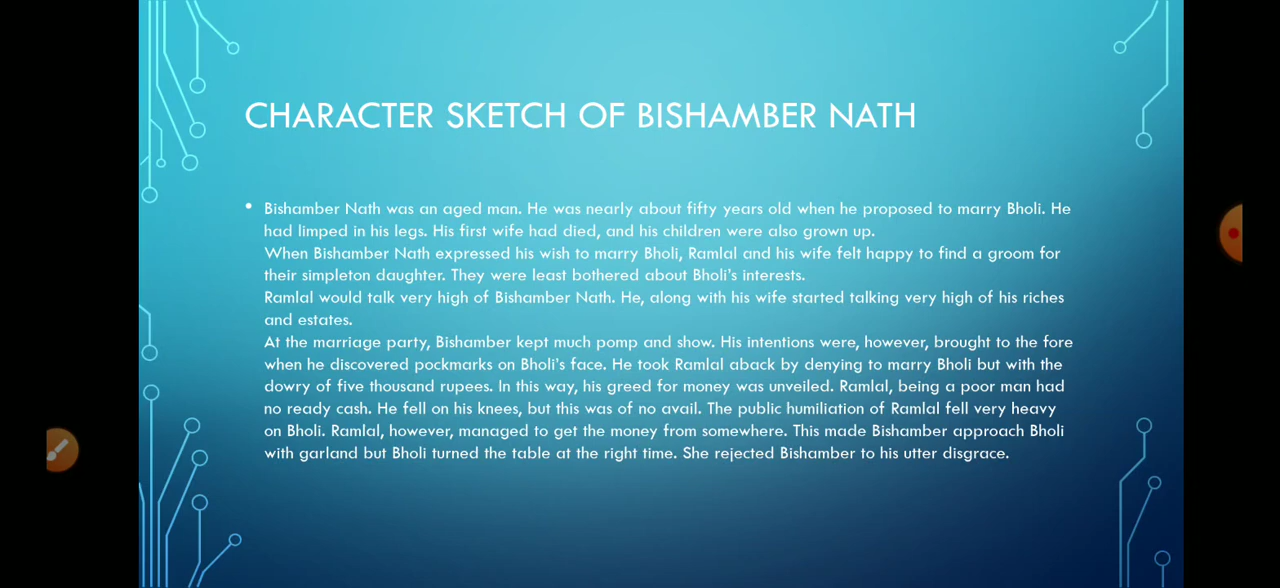 CHARACTER SKETCH OF BISHAMBER NATH
• Bishamber Nath was an aged man. He was nearly about fifty years old when he proposed to marry Bholi. He
had limped in his legs. His first wife had died, and his children were also grown up.
When Bishamber Nath expressed his wish to marry Bholi, Ramlal and his wife felt happy to find a groom for
their simpleton daughter. They were least bothered about Bholi's interests.
Ramlal would talk very high of Bishamber Nath. He, along with his wife started talking very high of his riches
and estates.
At the marriage party, Bishamber kept much pomp and show. His intentions were, however, brought to the fore
when he discovered pockmarks on Bholi's face. He took Ramlal aback by denying to marry Bholi but with the
dowry of five thousand rupees. In this way, his greed for money was unveiled. Ramlal, being a poor man had
no ready cash. He fell on his knees, but this was of no avail. The public humiliation of Ramlal fell very heavy
on Bholi. Ramlal, however, managed to get the money from somewhere. This made Bishamber approach Bholi
with garland but Bholi turned the table at the right time. She rejected Bishamber to his utter disgrace.